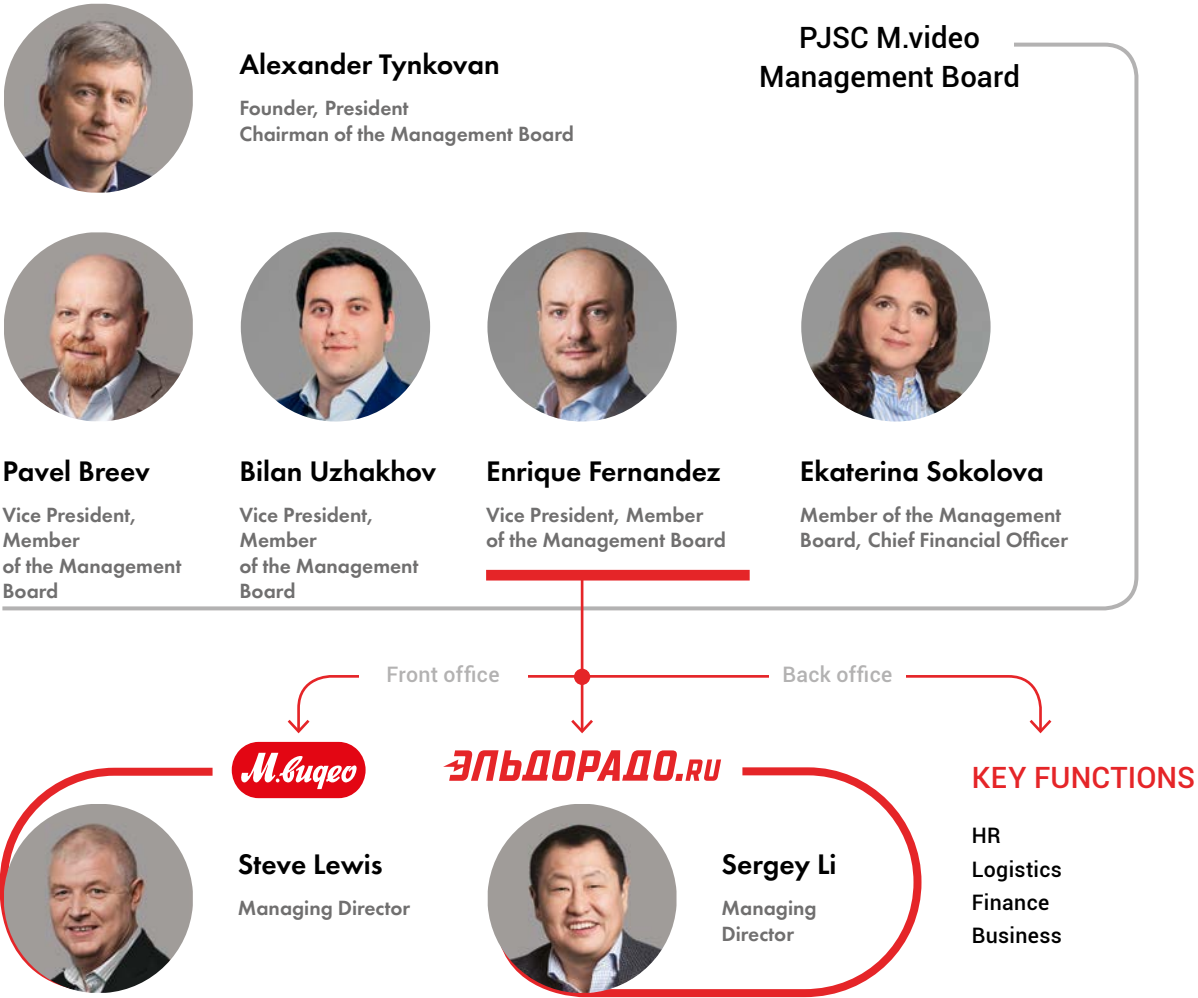 PJSC M.video
Management Board
Alexander Tynkovan
Founder, President
Chairman of the Management Board
Pavel Breev
Vice President,
Member
of the Management
Board
Bilan Uzhakhov
Vice President,
Member
of the Management
Board
Enrique Fernandez
Vice President, Member
of the Management Board
Ekaterina Sokolova
Member of the Management
Board, Chief Financial Officer
Front office
Back office
М.видео
ЭЛЬДОРАДО.RU
KEY FUNCTIONS
Steve Lewis
Managing Director
Sergey Li
Managing
Director
HR
Logistics
Finance
Business